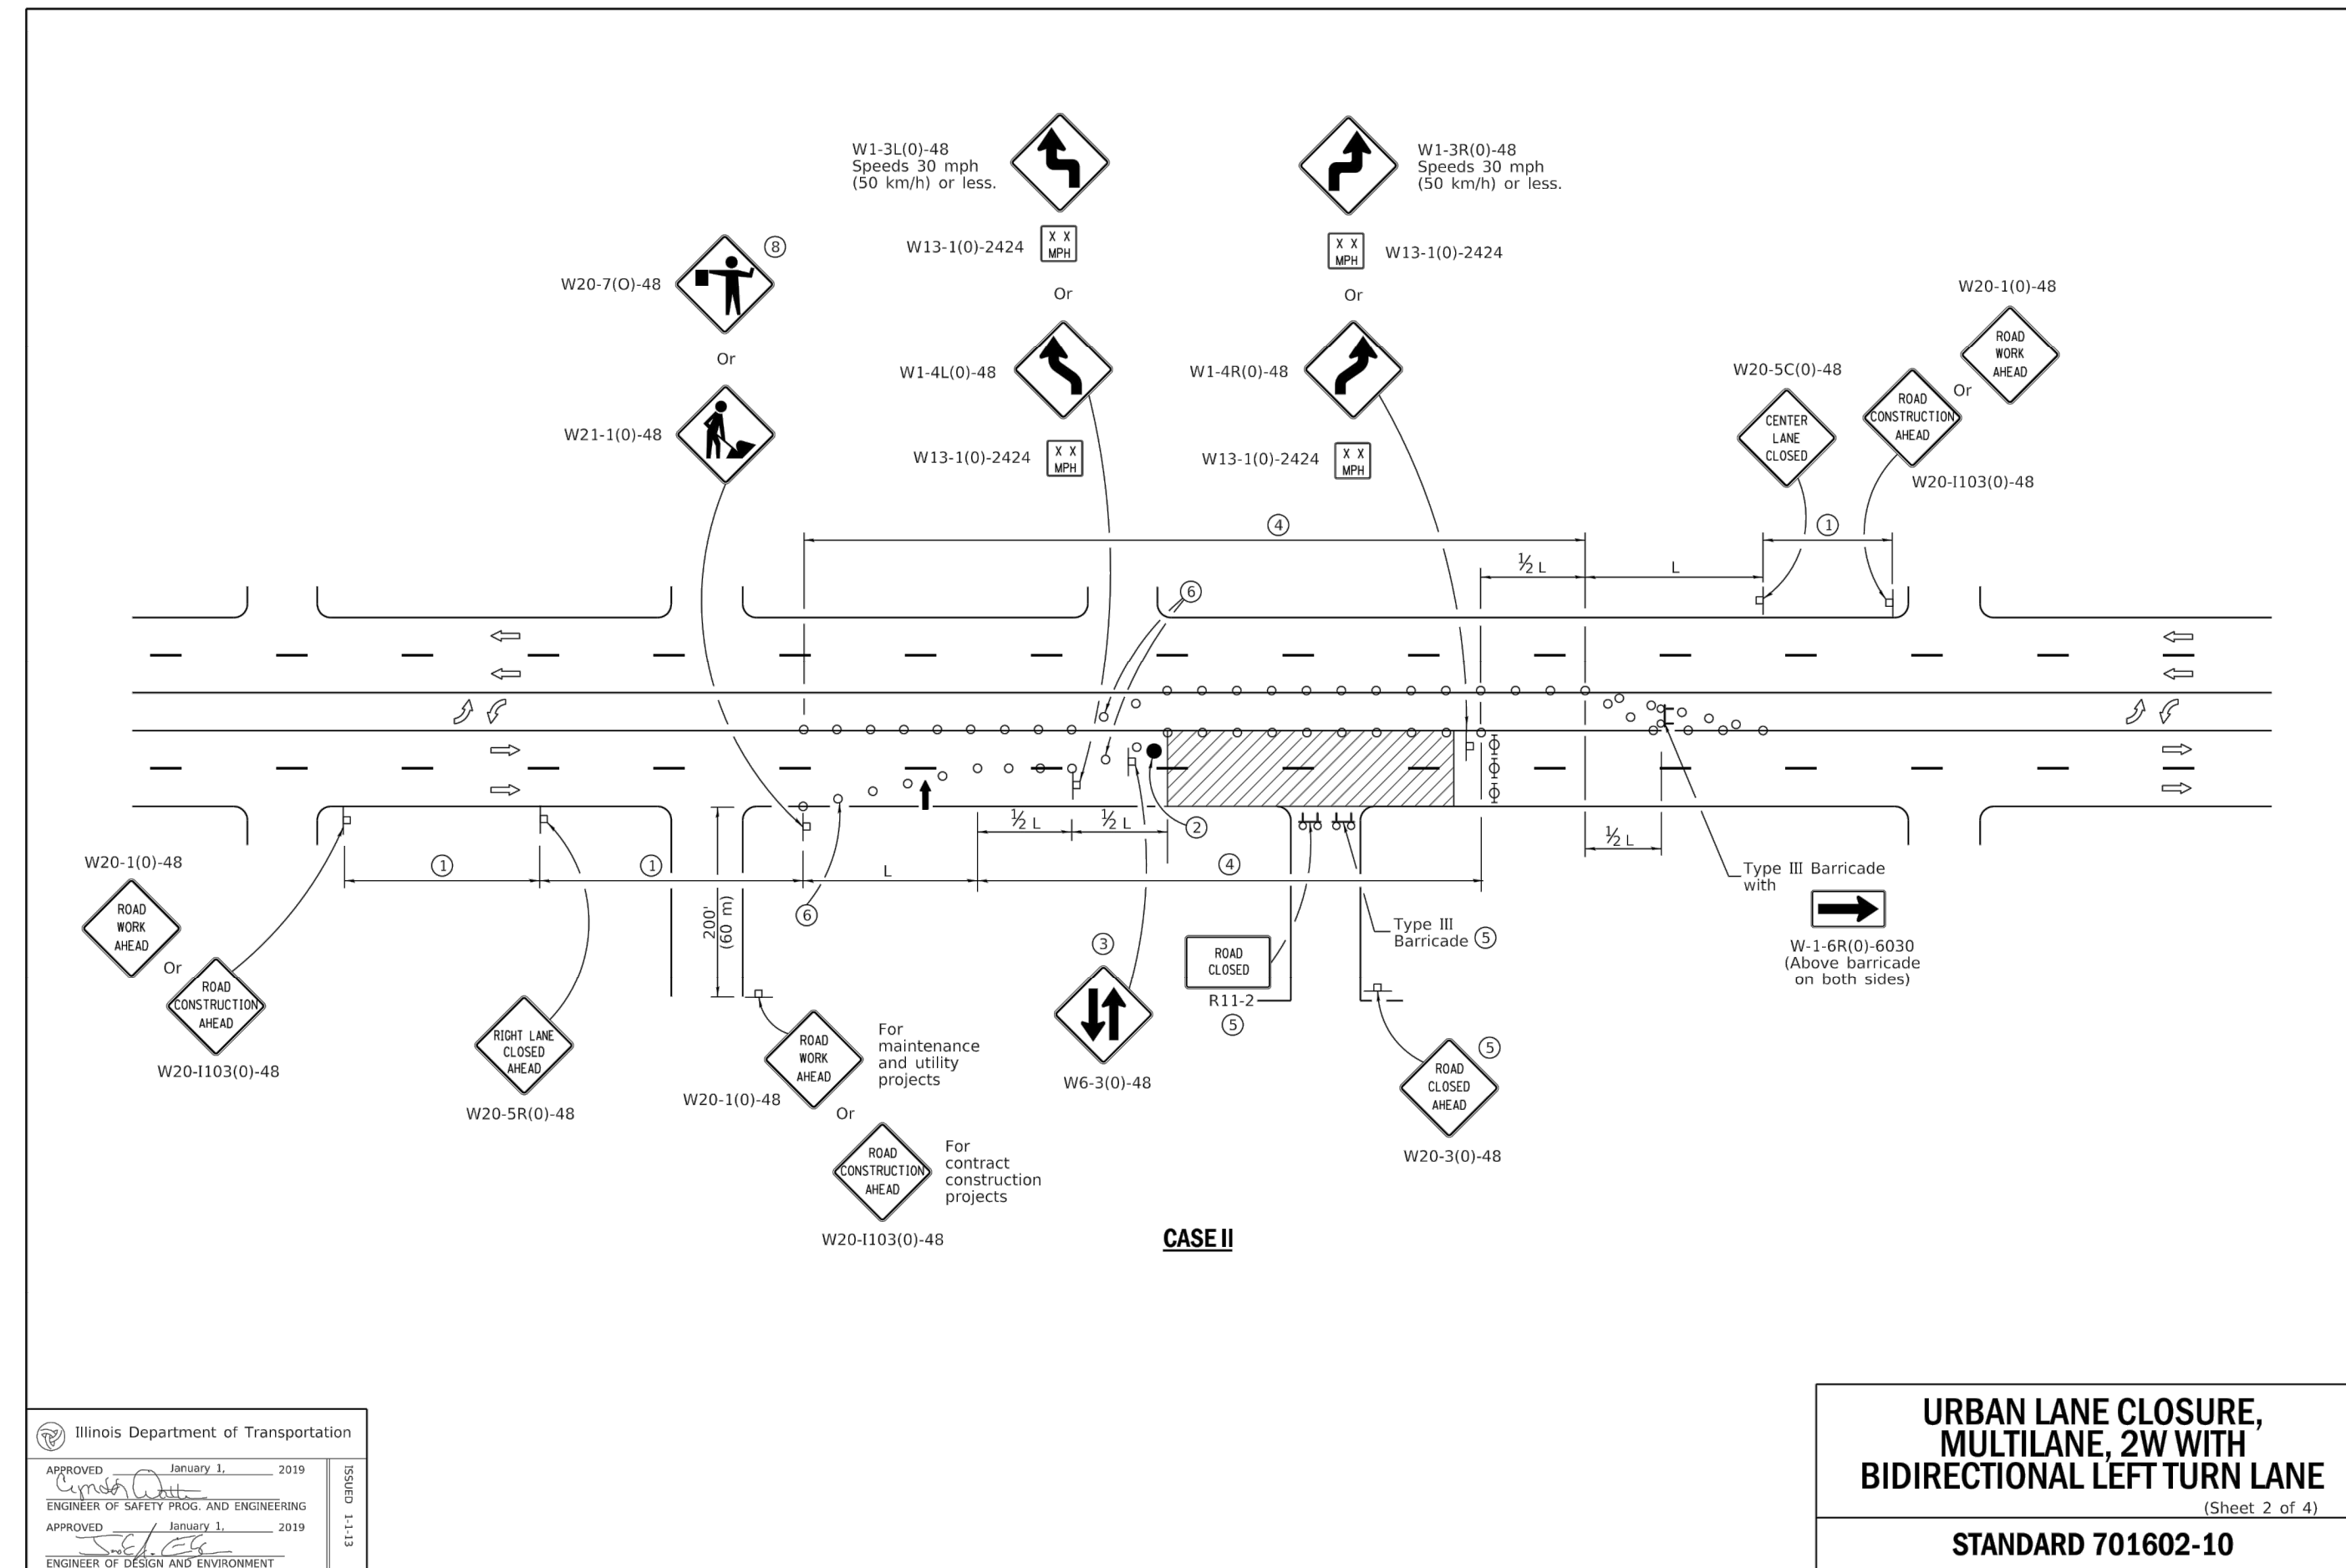 W1-3L(0)-48
Speeds 30 mph
(50 km/h) or less.
W1-3R(0)-48
Speeds 30 mph
(50 km/h) or less.
W13-1(0)-2424
X X
MPH
X X
MPH
W13-1(0)-2424
8
W20-7(O)-48
Or
Or
Or
W21-1(0)-48
W1-4L(0)-48
W1-4R(0)-48
W13-1(0)-2424
X X
MPH
W13-1(0)-2424
X X
MPH
W20-1(0)-48
ROAD
WORK
AHEAD
Or
W20-5C(0)-48
CENTER
LANE
CLOSED
ROAD
CONSTRUCTION
AHEAD
W20-I103(0)-48
4
1
½ L
L
6
½ L
½ L
2
½ L
1
1
L
4
6
200'
(60 m)
W20-1(0)-48
ROAD
WORK
AHEAD
Or
ROAD
CONSTRUCTION
AHEAD
W20-I103(0)-48
RIGHT LANE
CLOSED
AHEAD
W20-5R(0)-48
ROAD
WORK
AHEAD
W20-1(0)-48
For
maintenance
and utility
projects
Or
ROAD
CONSTRUCTION
AHEAD
For
contract
construction
projects
W20-I103(0)-48
3
W6-3(0)-48
ROAD
CLOSED
R11-2
5
Type III
Barricade 5
5
ROAD
CLOSED
AHEAD
W20-3(0)-48
Type III Barricade
with
W-1-6R(0)-6030
(Above barricade
on both sides)
CASE II
Illinois Department of Transportation
APPROVED January 1, 2019
ENGINEER OF SAFETY PROG. AND ENGINEERING
APPROVED January 1, 2019
ENGINEER OF DESIGN AND ENVIRONMENT
ISSUED 1-1-13
URBAN LANE CLOSURE,
MULTILANE, 2W WITH
BIDIRECTIONAL LEFT TURN LANE
(Sheet 2 of 4)
STANDARD 701602-10